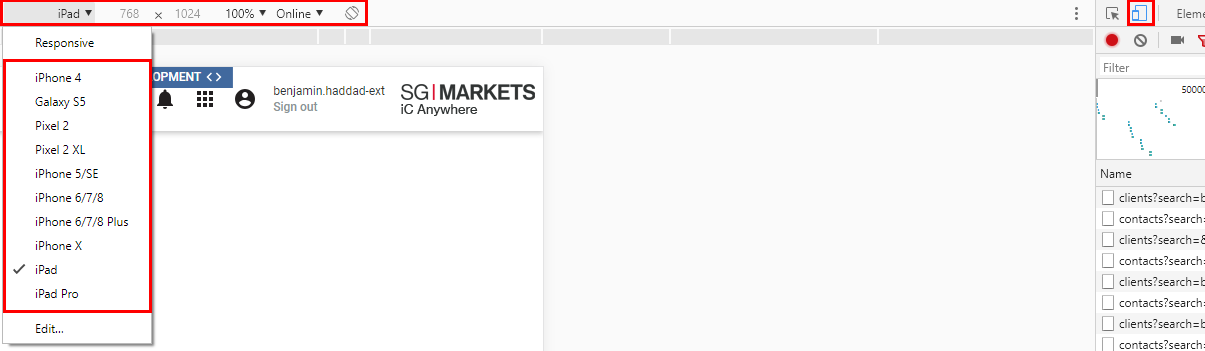 iPad ▼ 768 × 1024 100% ▼ Online ▼
Eleme
Responsive
iPhone 4
Galaxy S5
Pixel 2
Pixel 2 XL
iPhone 5/SE
iPhone 6/7/8
iPhone 6/7/8 Plus
iPhone X
iPad
iPad Pro
Edit...
OPMENT <>
benjamin.haddad-ext
Sign out
SG|MARKETS
iC Anywhere
Filter
50000
Name
clients?search=b
contacts?search=
clients?search=&
contacts?search=
clients?search=b
contacts?search=
clients?search=b
contacts?search=